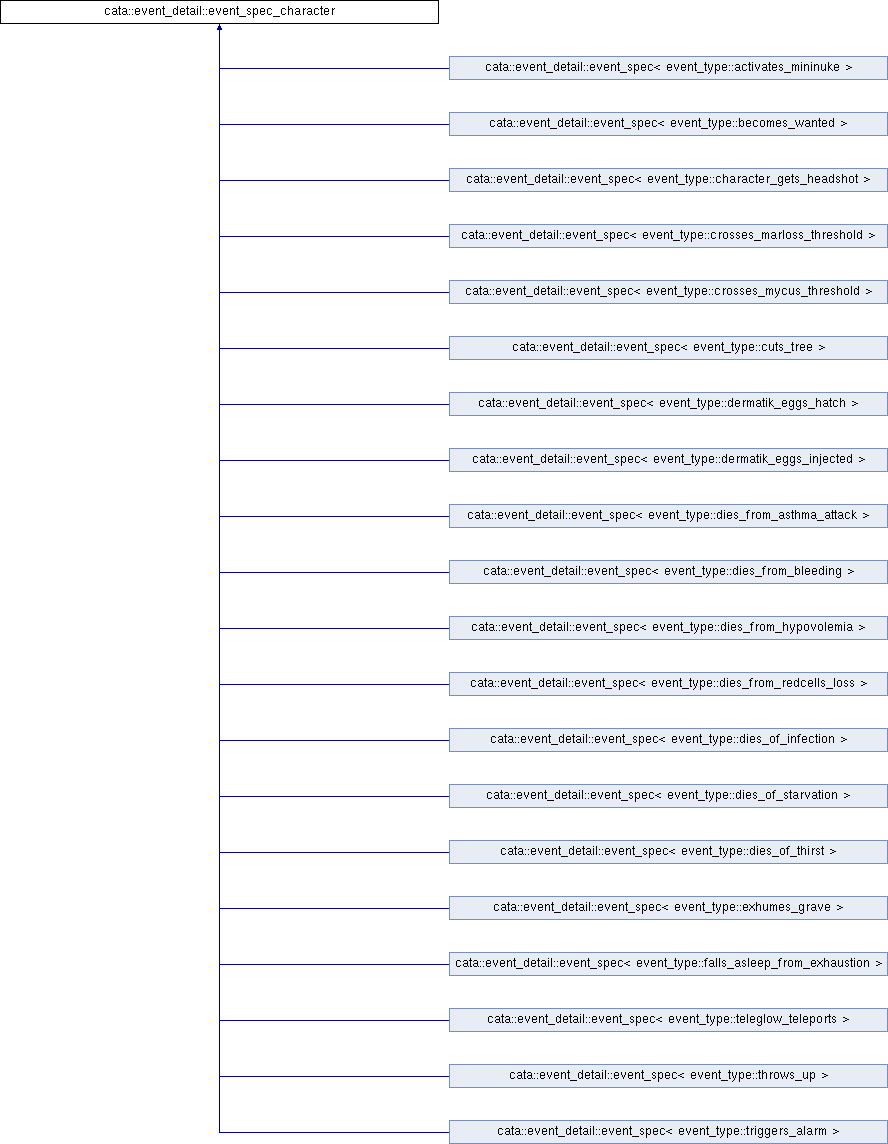 cata::event_detail::event_spec_character
cata::event_detail::event_spec< event_type::activates_mininuke >
cata::event_detail::event_spec< event_type::becomes_wanted >
cata::event_detail::event_spec< event_type::character_gets_headshot >
cata::event_detail::event_spec< event_type::crosses_marloss_threshold >
cata::event_detail::event_spec< event_type::crosses_mycus_threshold >
cata::event_detail::event_spec< event_type::cuts_tree >
cata::event_detail::event_spec< event_type::dermatik_eggs_hatch >
cata::event_detail::event_spec< event_type::dermatik_eggs_injected >
cata::event_detail::event_spec< event_type::dies_from_asthma_attack >
cata::event_detail::event_spec< event_type::dies_from_bleeding >
cata::event_detail::event_spec< event_type::dies_from_hypovolemia >
cata::event_detail::event_spec< event_type::dies_from_redcells_loss >
cata::event_detail::event_spec< event_type::dies_of_infection >
cata::event_detail::event_spec< event_type::dies_of_starvation >
cata::event_detail::event_spec< event_type::dies_of_thirst >
cata::event_detail::event_spec< event_type::exhumes_grave >
cata::event_detail::event_spec< event_type::falls_asleep_from_exhaustion >
cata::event_detail::event_spec< event_type::teleglow_teleports >
cata::event_detail::event_spec< event_type::throws_up >
cata::event_detail::event_spec< event_type::triggers_alarm >